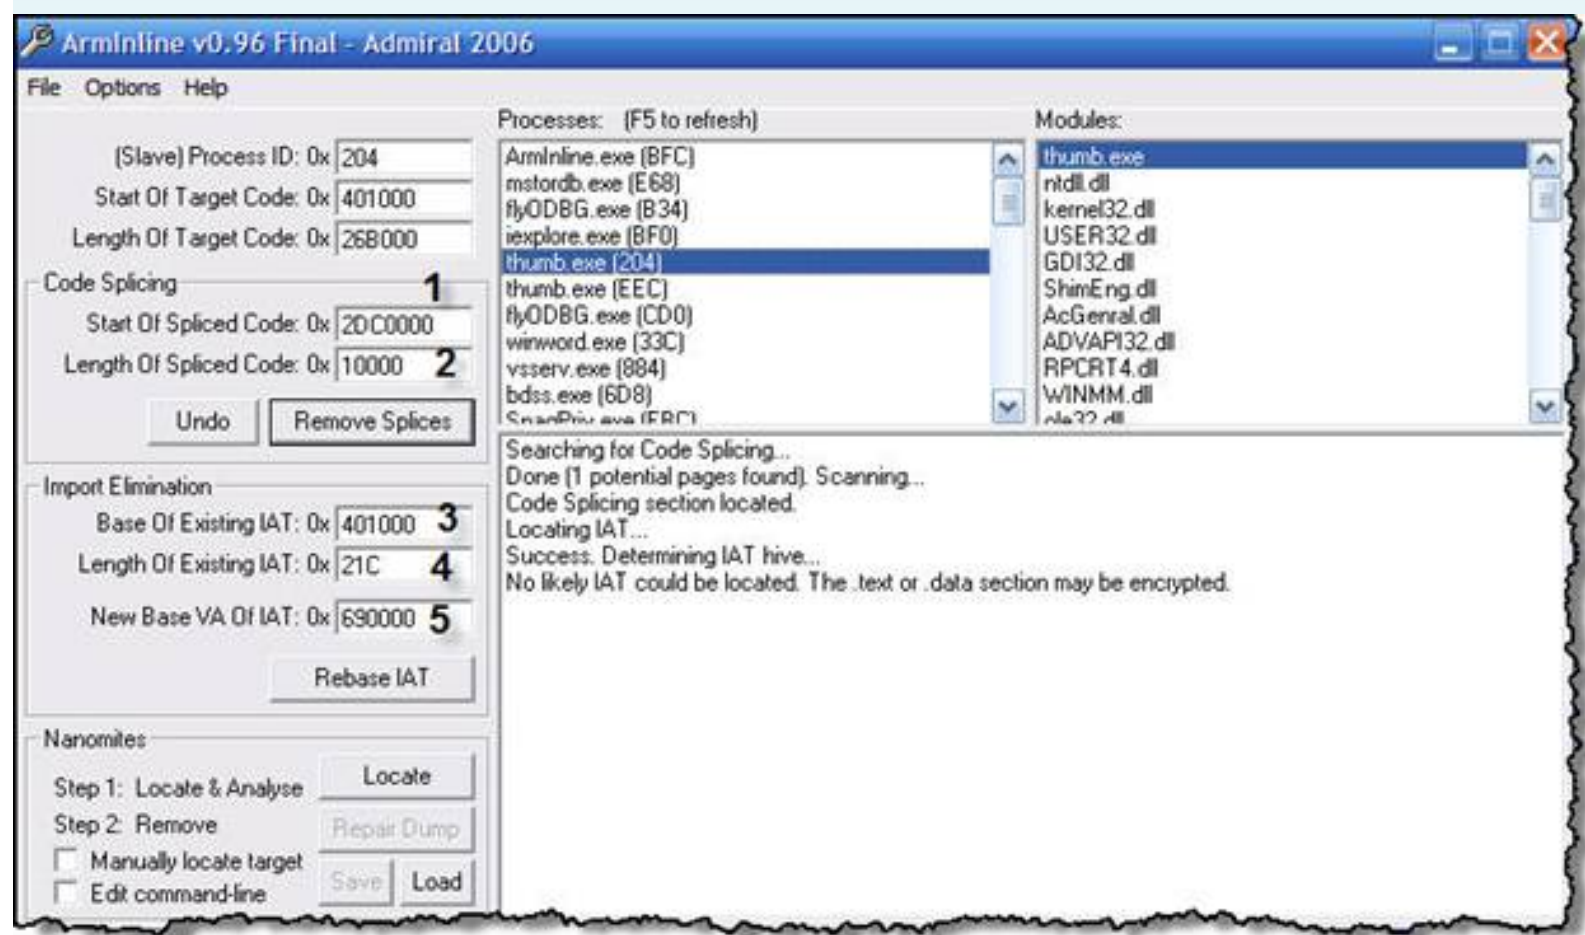 ArmInline v0.96 Final - Admiral 2006
File Options Help
(Slave) Process ID: 0x 204
Start Of Target Code: 0x 401000
Length Of Target Code: 0x 26B000
Code Splicing 1
Start Of Spliced Code: 0x 2DC0000
Length Of Spliced Code: 0x 10000 2
Undo Remove Splices
Import Elimination
Base Of Existing IAT: 0x 401000 3
Length Of Existing IAT: 0x 21C 4
New Base VA Of IAT: 0x 690000 5
Rebase IAT
Nanomites
Step 1: Locate & Analyse Locate
Step 2: Remove Repair Dump
Manually locate target
Edit command-line Save Load
Processes: (F5 to refresh)
ArmInline.exe (BFC)
mstordb.exe (E68)
flyODBG.exe (B34)
iexplore.exe (BF0)
thumb.exe (204)
thumb.exe (EEC)
flyODBG.exe (CD0)
winword.exe (33C)
vsserv.exe (884)
bdss.exe (6D8)
SnagPriv.exe (EBC)
Modules:
thumb.exe
ntdll.dll
kernel32.dll
USER32.dll
GDI32.dll
ShimEng.dll
AcGenral.dll
ADVAPI32.dll
RPCRT4.dll
WINMM.dll
ole32.dll
Searching for Code Splicing...
Done (1 potential pages found). Scanning...
Code Splicing section located.
Locating IAT...
Success. Determining IAT hive...
No likely IAT could be located. The .text or .data section may be encrypted.